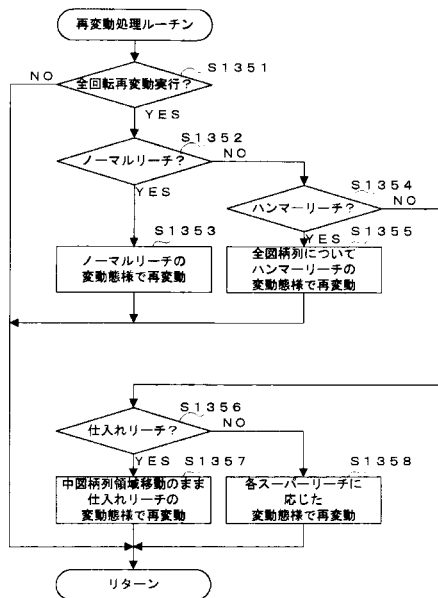 再変動処理ルーチン
S1351
NO
全回転再変動実行？
YES
S1352
ノーマルリーチ？
NO
YES
S1354
ハンマーリーチ？
NO
S1353
YES
S1355
ノーマルリーチの
変動態様で再変動
全図柄列について
ハンマーリーチの
変動態様で再変動
S1356
仕入れリーチ？
NO
YES
S1357
S1358
中図柄列領域移動のまま
仕入れリーチの
変動態様で再変動
各スーパーリーチに
応じた
変動態様で再変動
リターン